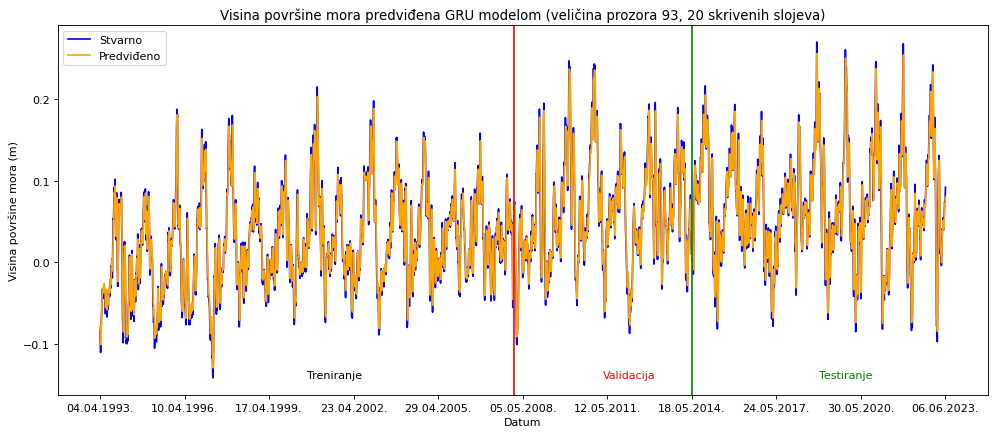 Visina površine mora predviđena GRU modelom (veličina prozora 93, 20 skrivenih slojeva)
Stvarno
Predviđeno
Visina površine mora (m)
0.2
0.1
0.0
−0.1
Treniranje
Validacija
Testiranje
04.04.1993.
10.04.1996.
17.04.1999.
23.04.2002.
29.04.2005.
05.05.2008.
12.05.2011.
18.05.2014.
24.05.2017.
30.05.2020.
06.06.2023.
Datum